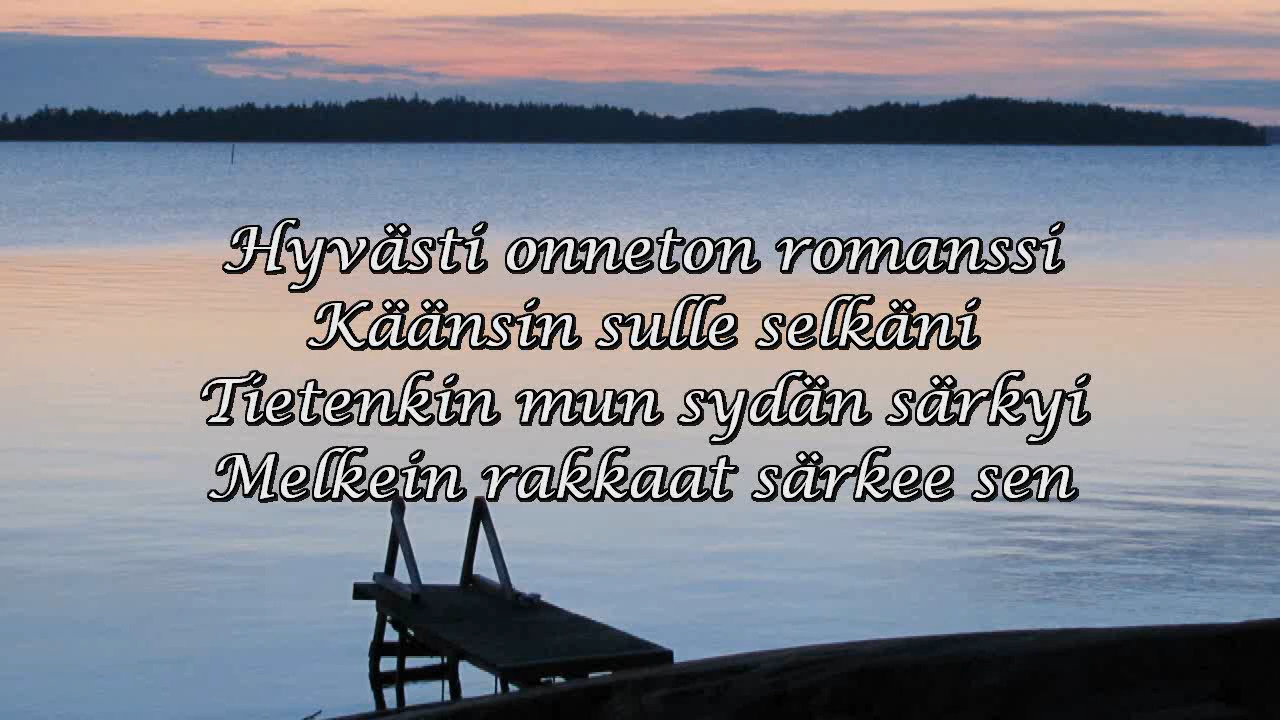 Hyvästi onneton romanssi
Käänsin sulle selkäni
Tietenkin mun sydän särkyi
Melkein rakkaat särkee sen